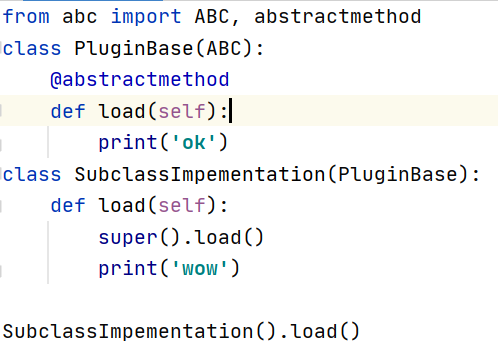 from abc import ABC, abstractmethod
class PluginBase(ABC):
    @abstractmethod
    def load(self):
        print('ok')
class SubclassImpementation(PluginBase):
    def load(self):
        super().load()
        print('wow')

SubclassImpementation().load()